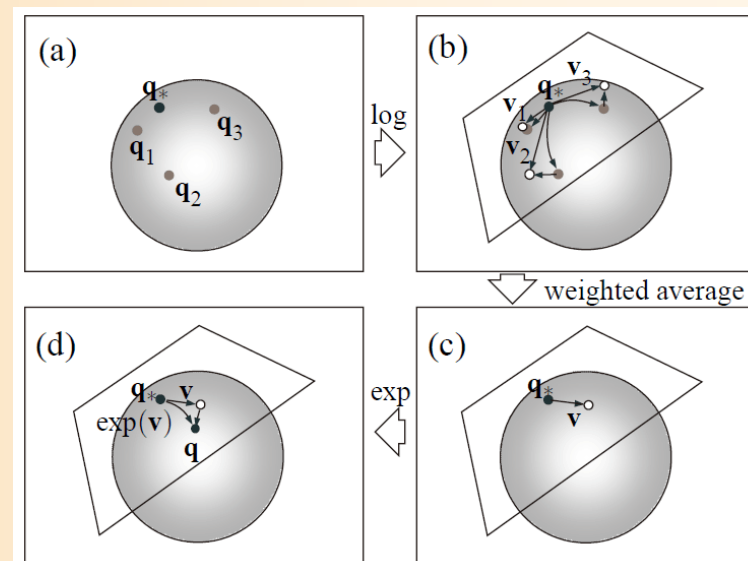 (a)
q*
q1
q2
q3
log
(b)
v3
q*
v1
v2
weighted average
(d)
q*
v
exp(v)
q
exp
(c)
q*
v